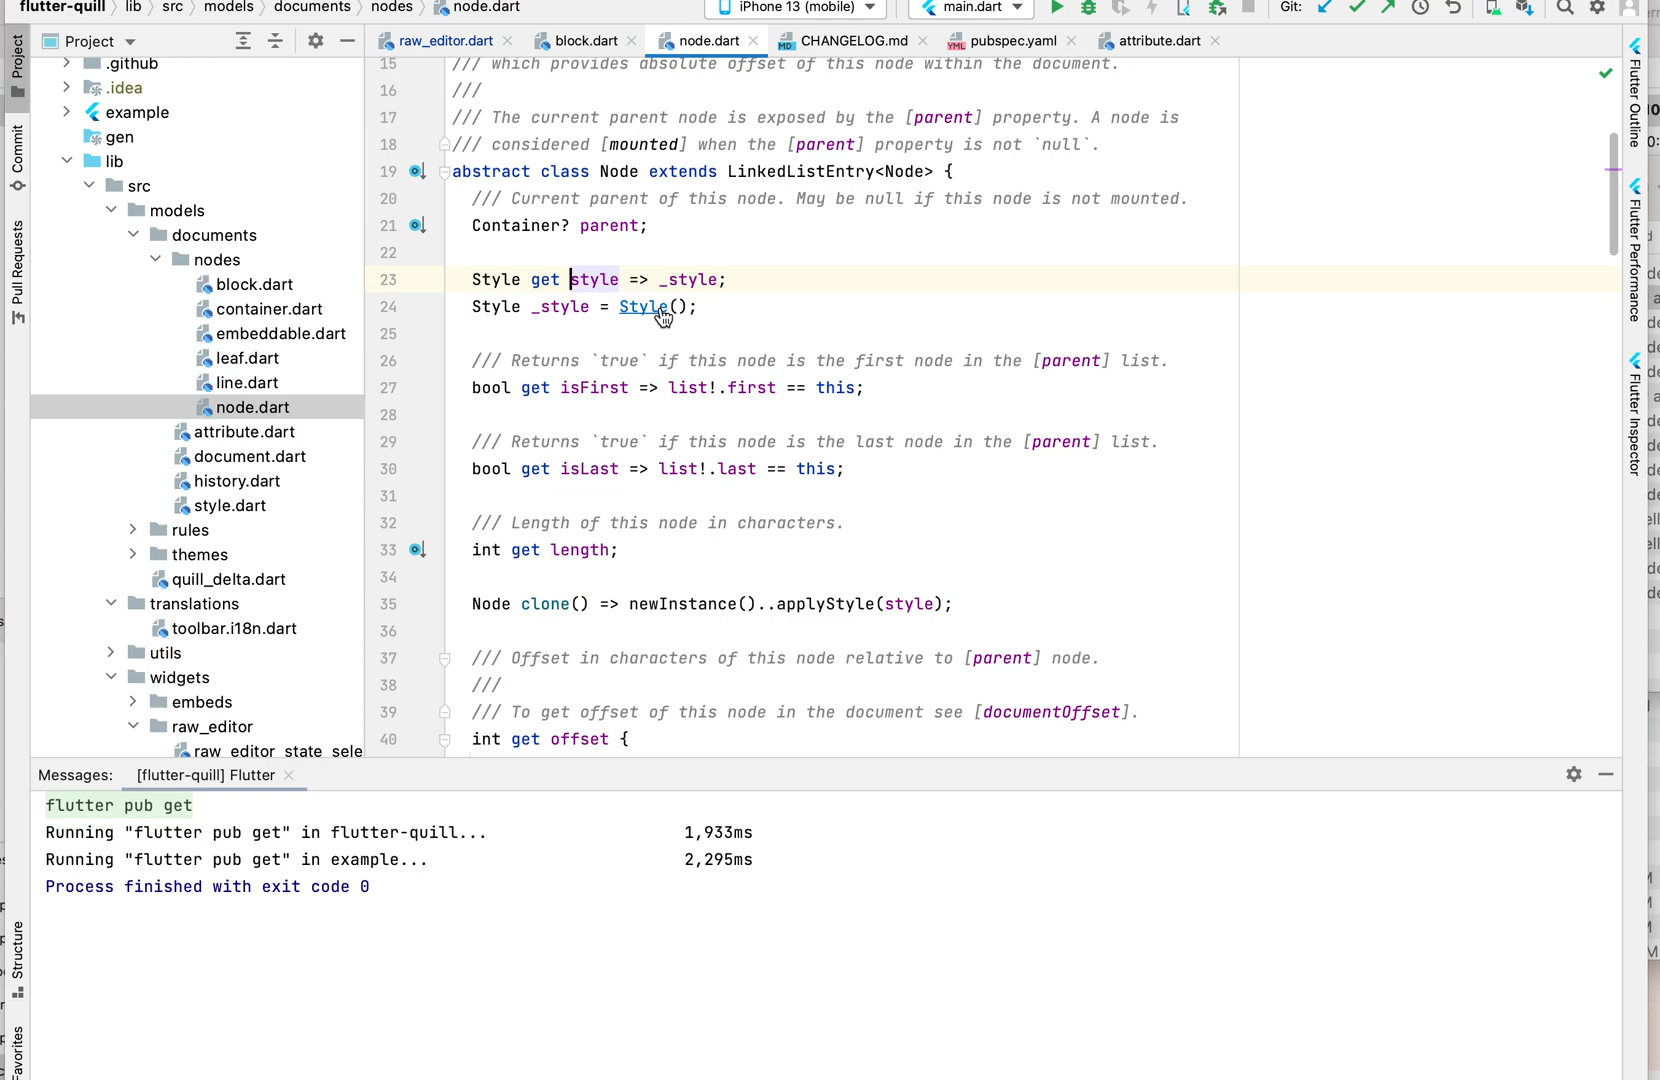 flutter-quill lib src models documents nodes node.dart iPhone 13 (mobile) main.dart Git:
Project raw_editor.dart block.dart node.dart CHANGELOG.md pubspec.yaml attribute.dart
Project
Commit
Pull Requests
Structure
Favorites
.github
.idea
example
gen
lib
src
models
documents
nodes
block.dart
container.dart
embeddable.dart
leaf.dart
line.dart
node.dart
attribute.dart
document.dart
history.dart
style.dart
rules
themes
quill_delta.dart
translations
toolbar.i18n.dart
utils
widgets
embeds
raw_editor
raw_editor_state_sele
15 /// which provides absolute offset of this node within the document.
16 ///
17 /// The current parent node is exposed by the [parent] property. A node is
18 /// considered [mounted] when the [parent] property is not `null`.
19 abstract class Node extends LinkedListEntry<Node> {
20 /// Current parent of this node. May be null if this node is not mounted.
21 Container? parent;
22
23 Style get style => _style;
24 Style _style = Style();
25
26 /// Returns `true` if this node is the first node in the [parent] list.
27 bool get isFirst => list!.first == this;
28
29 /// Returns `true` if this node is the last node in the [parent] list.
30 bool get isLast => list!.last == this;
31
32 /// Length of this node in characters.
33 int get length;
34
35 Node clone() => newInstance()..applyStyle(style);
36
37 /// Offset in characters of this node relative to [parent] node.
38 ///
39 /// To get offset of this node in the document see [documentOffset].
40 int get offset {
Flutter Outline
Flutter Performance
Flutter Inspector
Messages: [flutter-quill] Flutter
flutter pub get
Running "flutter pub get" in flutter-quill... 1,933ms
Running "flutter pub get" in example... 2,295ms
Process finished with exit code 0